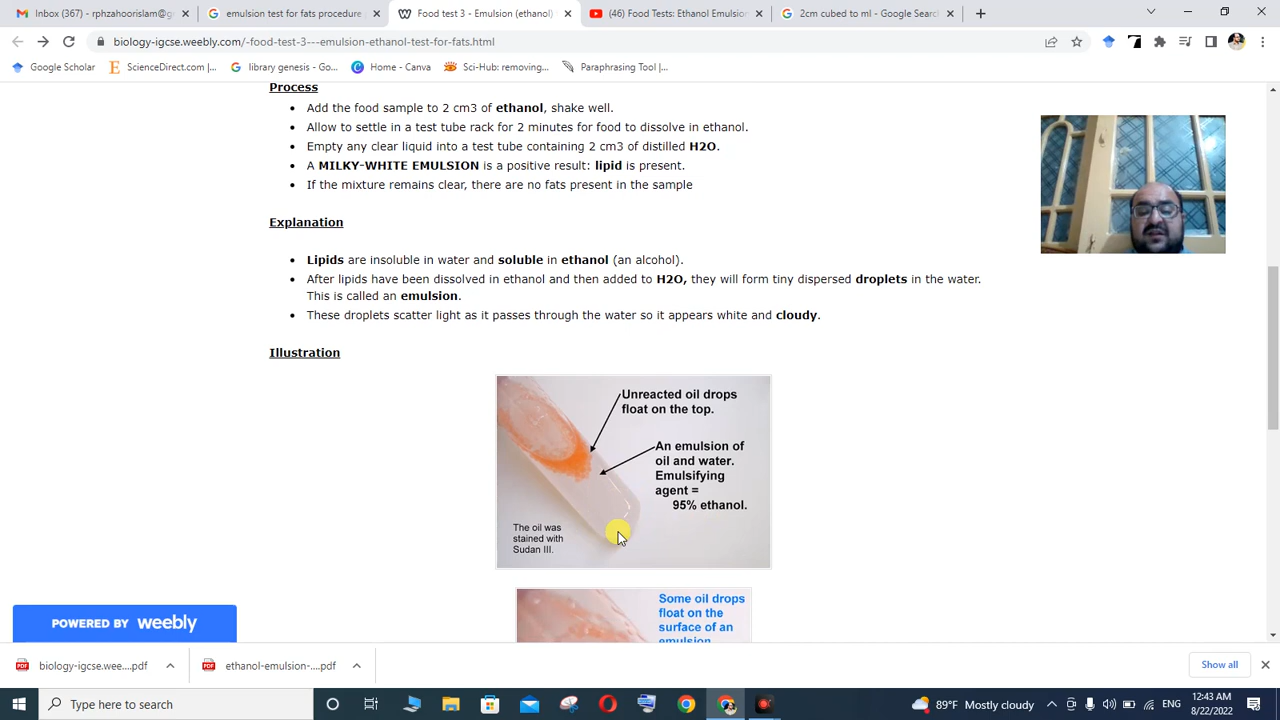 Inbox (367) - rphzahoorislam@g
emulsion test for fats procedure
Food test 3 - Emulsion (ethanol)
(46) Food Tests: Ethanol Emulsion
2cm cubed to ml - Google Search
biology-igcse.weebly.com/-food-test-3---emulsion-ethanol-test-for-fats.html
Google Scholar
ScienceDirect.com |...
library genesis - Go...
Home - Canva
Sci-Hub: removing...
Paraphrasing Tool |...
Process
Add the food sample to 2 cm3 of ethanol, shake well.
Allow to settle in a test tube rack for 2 minutes for food to dissolve in ethanol.
Empty any clear liquid into a test tube containing 2 cm3 of distilled H2O.
A MILKY-WHITE EMULSION is a positive result: lipid is present.
If the mixture remains clear, there are no fats present in the sample
Explanation
Lipids are insoluble in water and soluble in ethanol (an alcohol).
After lipids have been dissolved in ethanol and then added to H2O, they will form tiny dispersed droplets in the water.
This is called an emulsion.
These droplets scatter light as it passes through the water so it appears white and cloudy.
Illustration
Unreacted oil drops
float on the top.
An emulsion of
oil and water.
Emulsifying
agent =
95% ethanol.
The oil was
stained with
Sudan III.
Some oil drops
float on the
surface of an
emulsion
POWERED BY weebly
biology-igcse.wee....pdf
ethanol-emulsion-....pdf
Show all
Type here to search
89°F Mostly cloudy
ENG
12:43 AM
8/22/2022